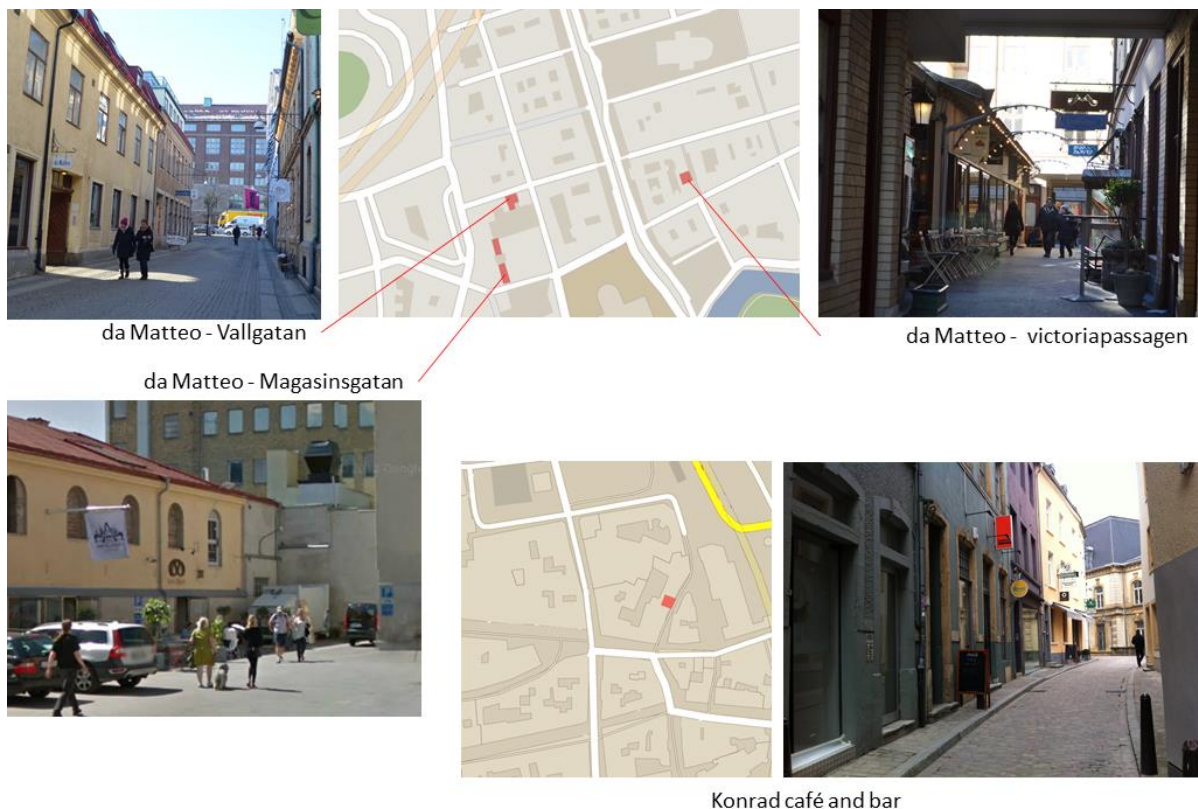 da Matteo - Vallgatan
da Matteo - victoriapassagen
da Matteo - Magasinsgatan
Konrad café and bar